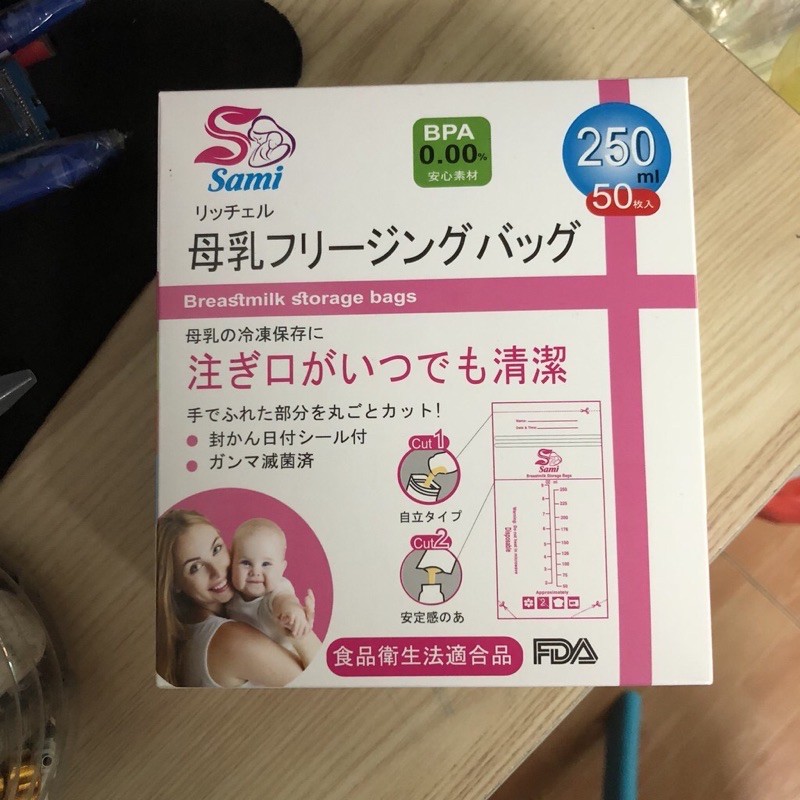 Sami
BPA
0.00%
安心素材
250
ml
50枚入
リッチェル
母乳フリージングバッグ
Breastmilk storage bags
母乳の冷凍保存に
注ぎ口がいつでも清潔
手でふれた部分を丸ごとカット!
封かん日付シール付
ガンマ滅菌済
Cut1
自立タイプ
Cut2
安定感のあ
Name:
Date & Time:
Sami
Breastmilk Storage Bags
Disposable
Approximately
食品衛生法適合品
FDA